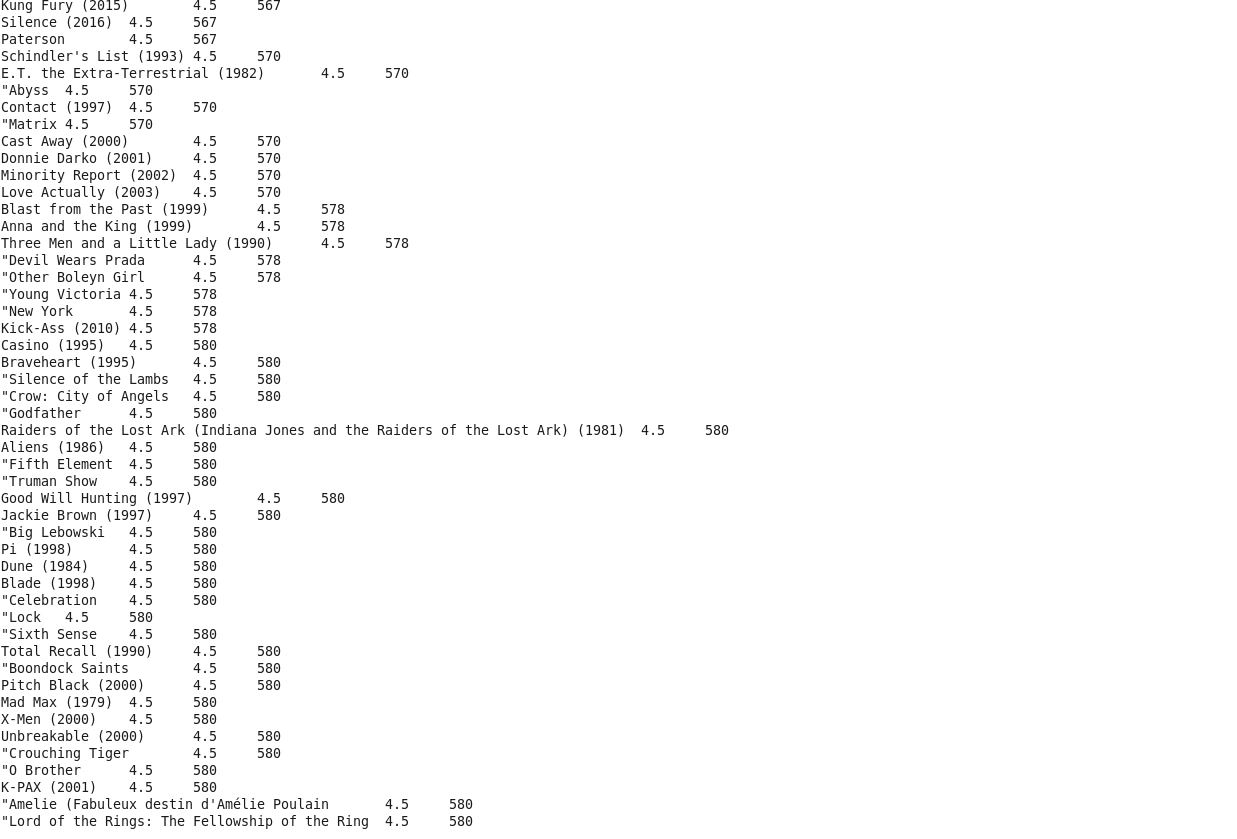 Kung Fury (2015)	4.5	567
Silence (2016)	4.5	567
Paterson	4.5	567
Schindler's List (1993)	4.5	570
E.T. the Extra-Terrestrial (1982)	4.5	570
"Abyss	4.5	570
Contact (1997)	4.5	570
"Matrix	4.5	570
Cast Away (2000)	4.5	570
Donnie Darko (2001)	4.5	570
Minority Report (2002)	4.5	570
Love Actually (2003)	4.5	570
Blast from the Past (1999)	4.5	578
Anna and the King (1999)	4.5	578
Three Men and a Little Lady (1990)	4.5	578
"Devil Wears Prada	4.5	578
"Other Boleyn Girl	4.5	578
"Young Victoria	4.5	578
"New York	4.5	578
Kick-Ass (2010)	4.5	578
Casino (1995)	4.5	580
Braveheart (1995)	4.5	580
"Silence of the Lambs	4.5	580
"Crow: City of Angels	4.5	580
"Godfather	4.5	580
Raiders of the Lost Ark (Indiana Jones and the Raiders of the Lost Ark) (1981)	4.5	580
Aliens (1986)	4.5	580
"Fifth Element	4.5	580
"Truman Show	4.5	580
Good Will Hunting (1997)	4.5	580
Jackie Brown (1997)	4.5	580
"Big Lebowski	4.5	580
Pi (1998)	4.5	580
Dune (1984)	4.5	580
Blade (1998)	4.5	580
"Celebration	4.5	580
"Lock	4.5	580
"Sixth Sense	4.5	580
Total Recall (1990)	4.5	580
"Boondock Saints	4.5	580
Pitch Black (2000)	4.5	580
Mad Max (1979)	4.5	580
X-Men (2000)	4.5	580
Unbreakable (2000)	4.5	580
"Crouching Tiger	4.5	580
"O Brother	4.5	580
K-PAX (2001)	4.5	580
"Amelie (Fabuleux destin d'Amélie Poulain	4.5	580
"Lord of the Rings: The Fellowship of the Ring	4.5	580